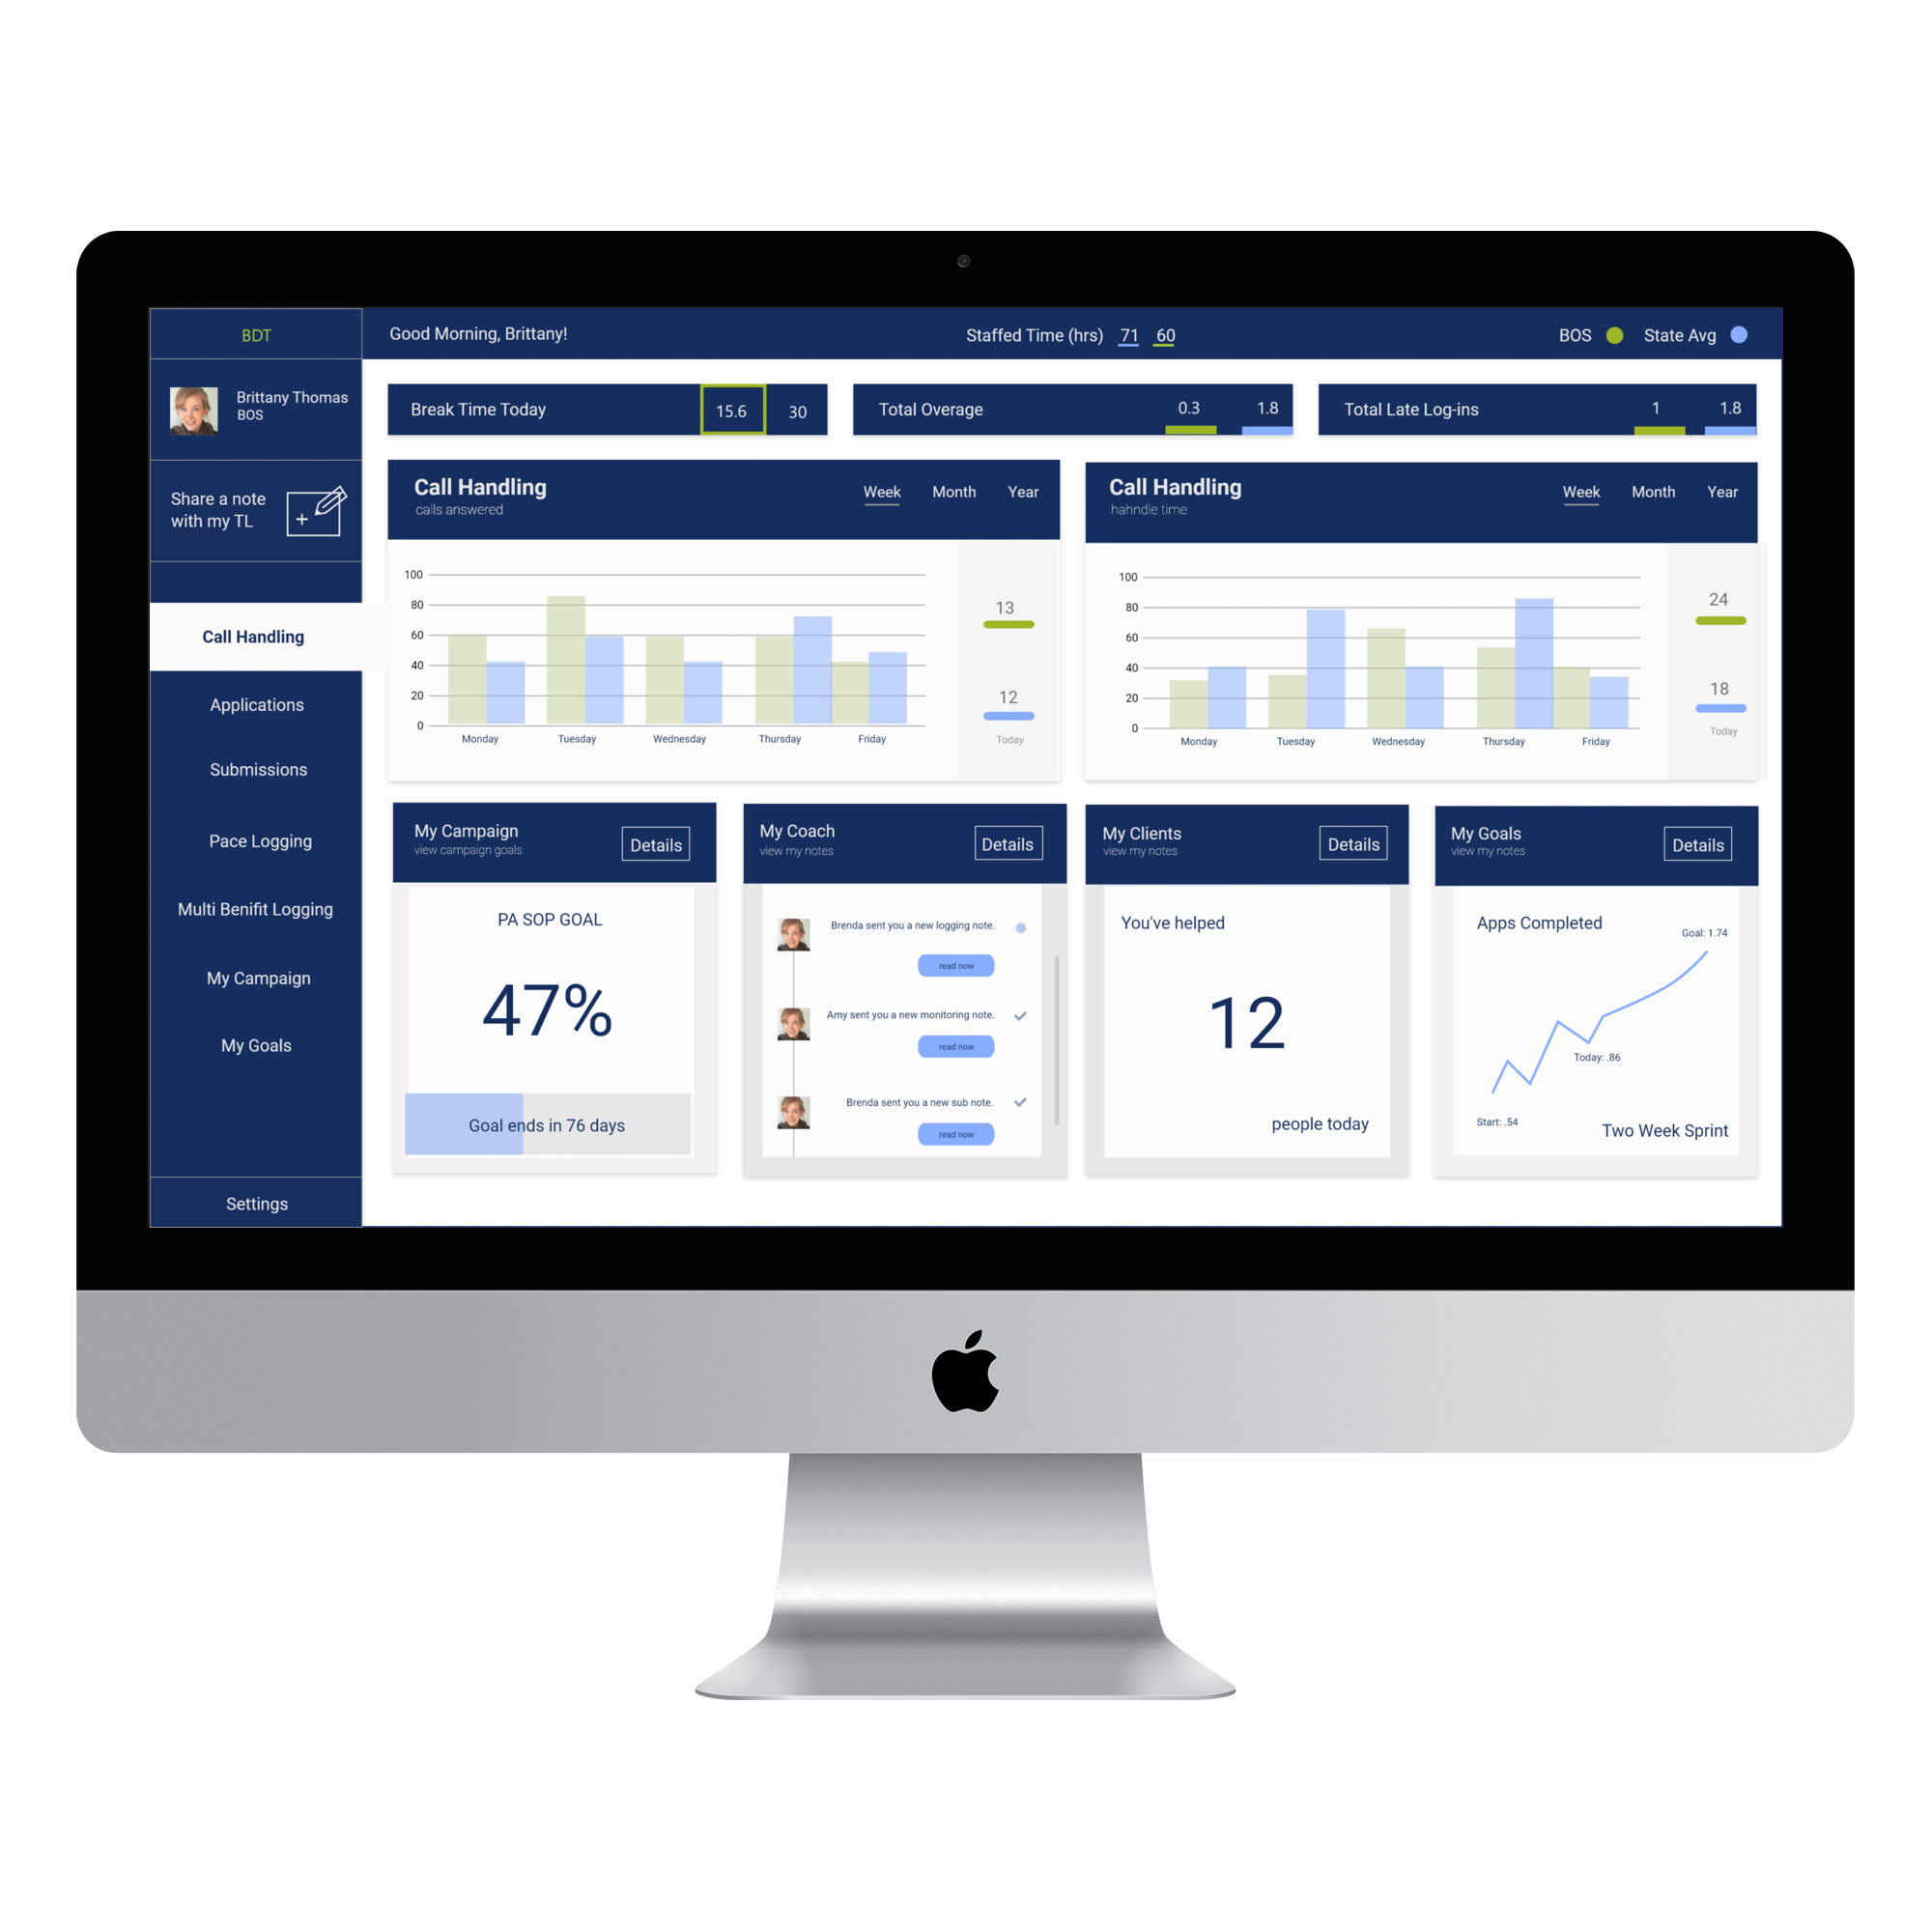 BDT
Good Morning, Brittany!
Staffed Time (hrs) 71 60
BOS State Avg
Brittany Thomas
BOS
Share a note
with my TL
Call Handling
Applications
Submissions
Pace Logging
Multi Benifit Logging
My Campaign
My Goals
Settings
Break Time Today 15.6 30
Total Overage 0.3 1.8
Total Late Log-ins 1 1.8
Call Handling
calls answered
Week Month Year
100
80
60
40
20
0
Monday Tuesday Wednesday Thursday Friday
13
12
Today
Call Handling
hahndle time
Week Month Year
100
80
60
40
20
0
Monday Tuesday Wednesday Thursday Friday
24
18
Today
My Campaign
view campaign goals
Details
PA SOP GOAL
47%
Goal ends in 76 days
My Coach
view my notes
Details
Brenda sent you a new logging note.
read now
Amy sent you a new monitoring note.
read now
Brenda sent you a new sub note.
read now
My Clients
view my notes
Details
You've helped
12
people today
My Goals
view my notes
Details
Apps Completed
Goal: 1.74
Today: .86
Start: .54
Two Week Sprint